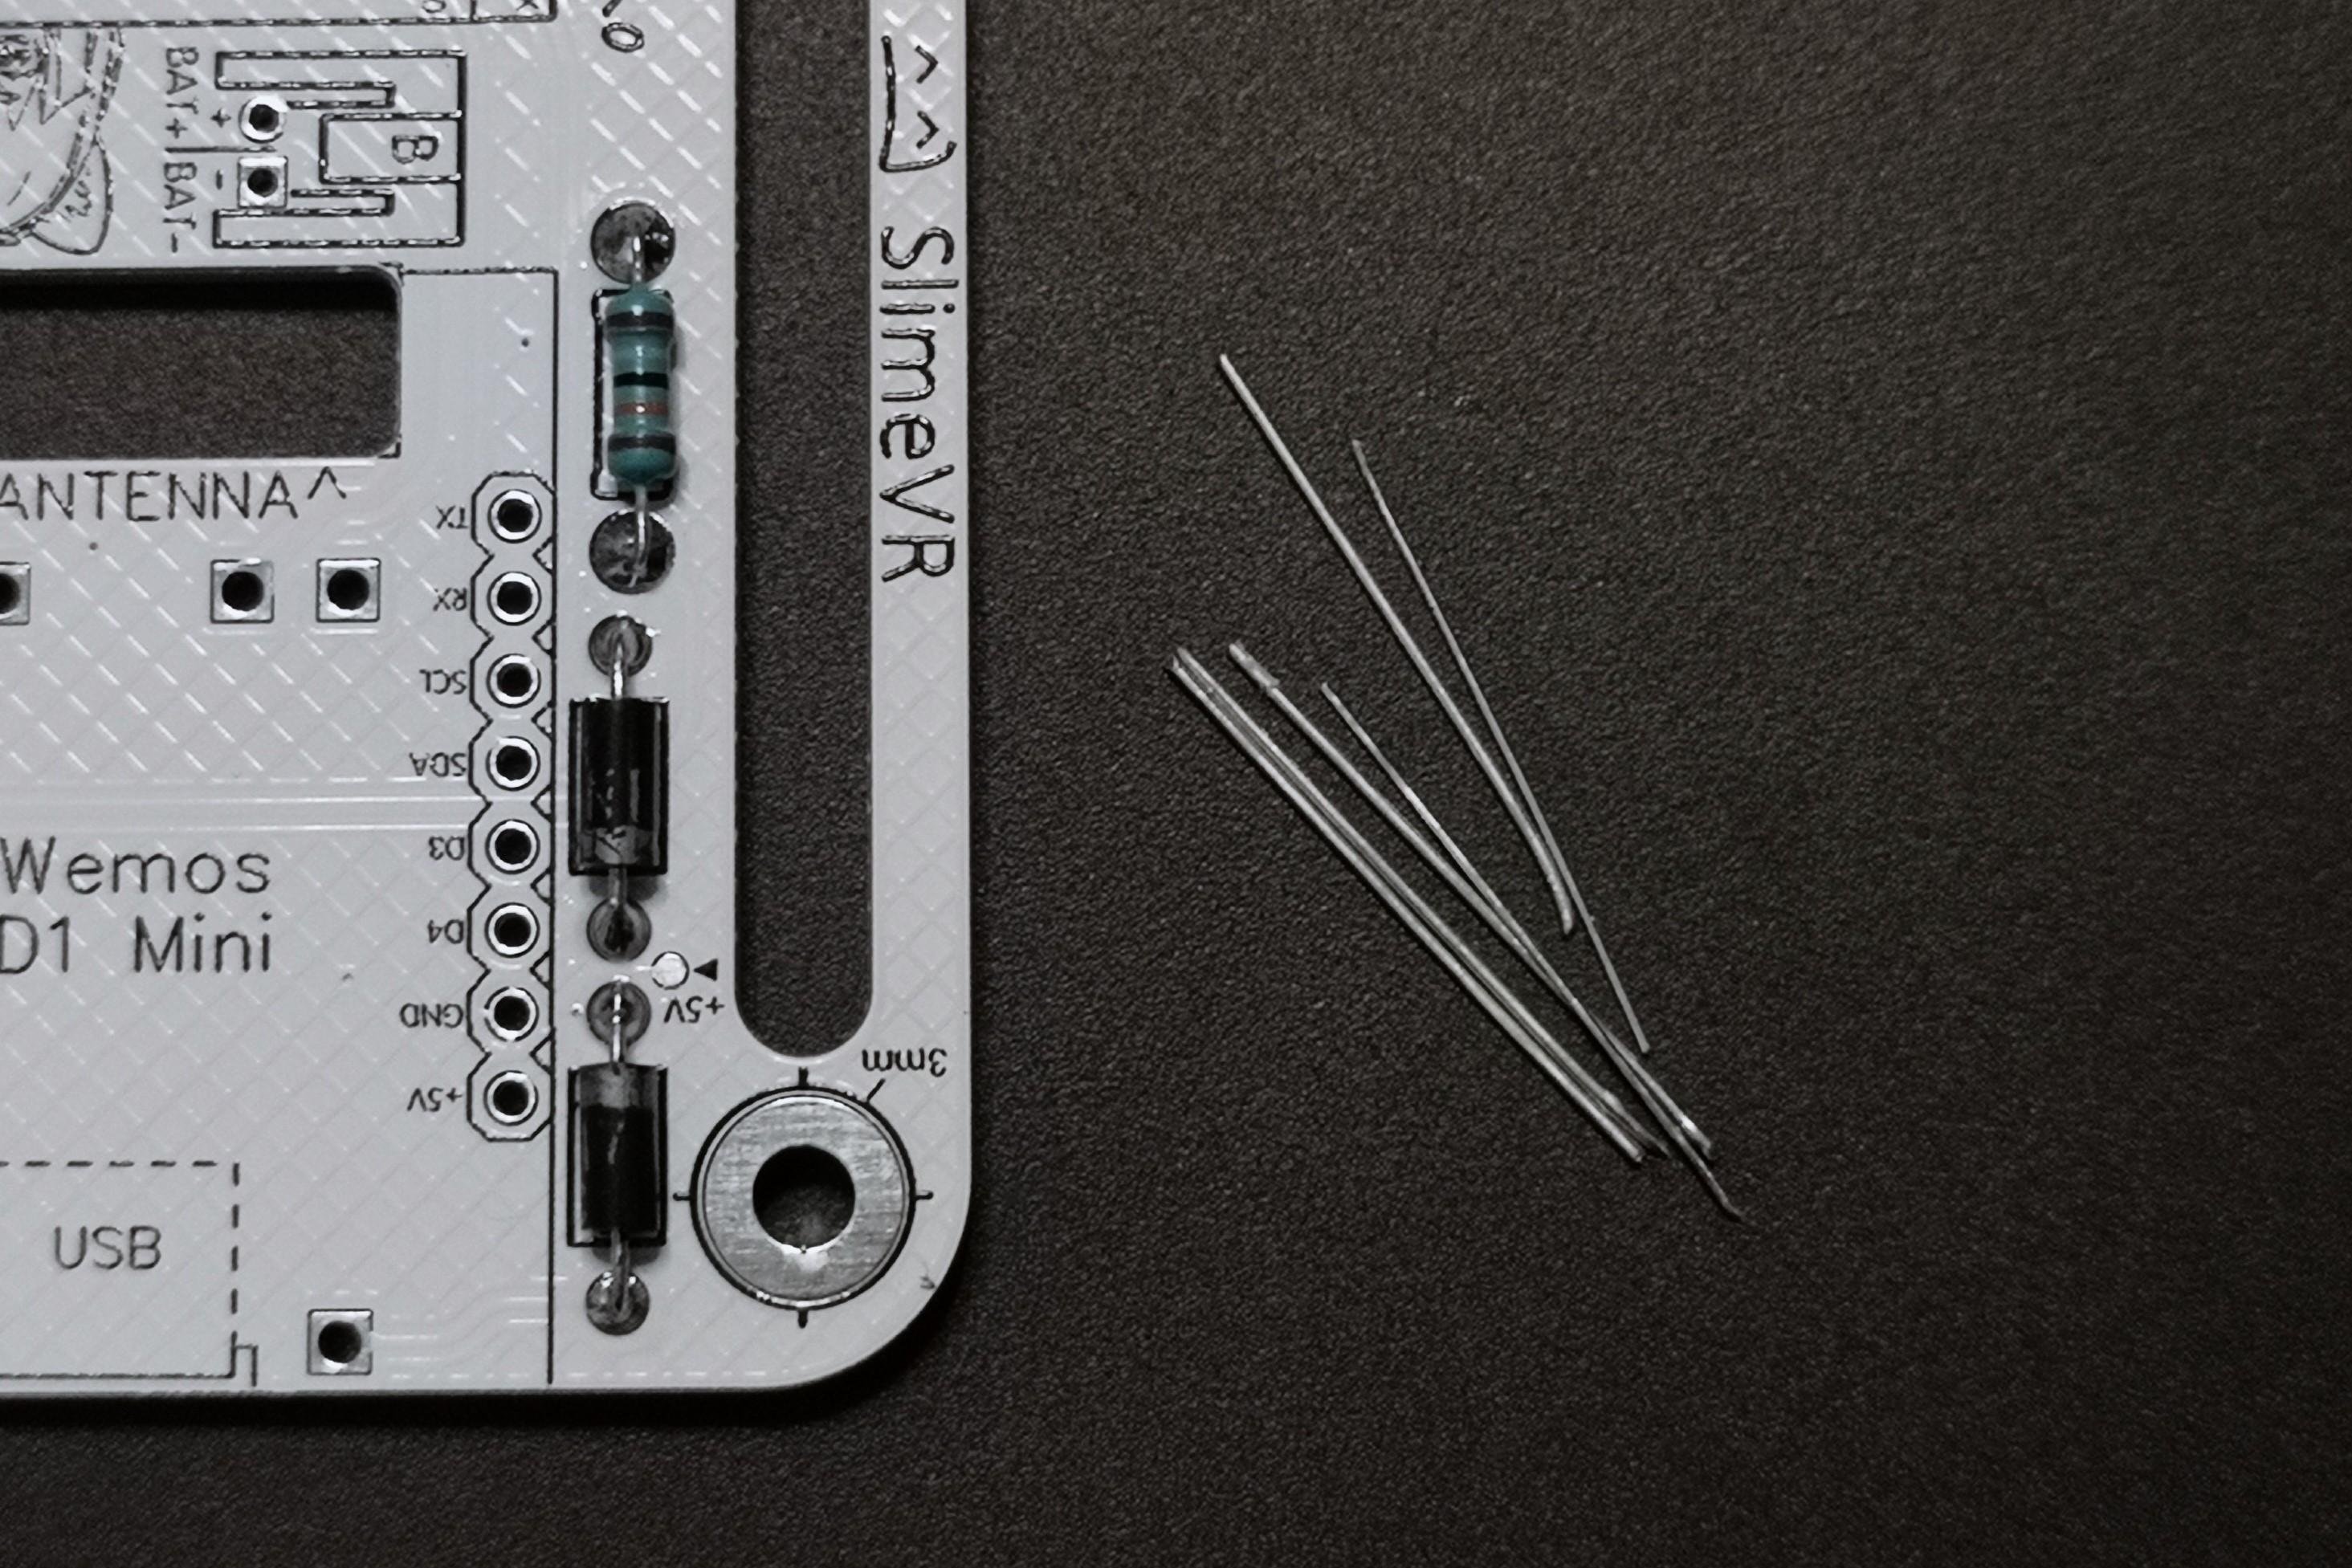 BAT+|BAT-
+
-
B
^^
SlimeVR
ANTENNA^
TX
RX
SCL
SDA
D3
D4
GND
+5V
Wemos
D1 Mini
+5V
3mm
USB